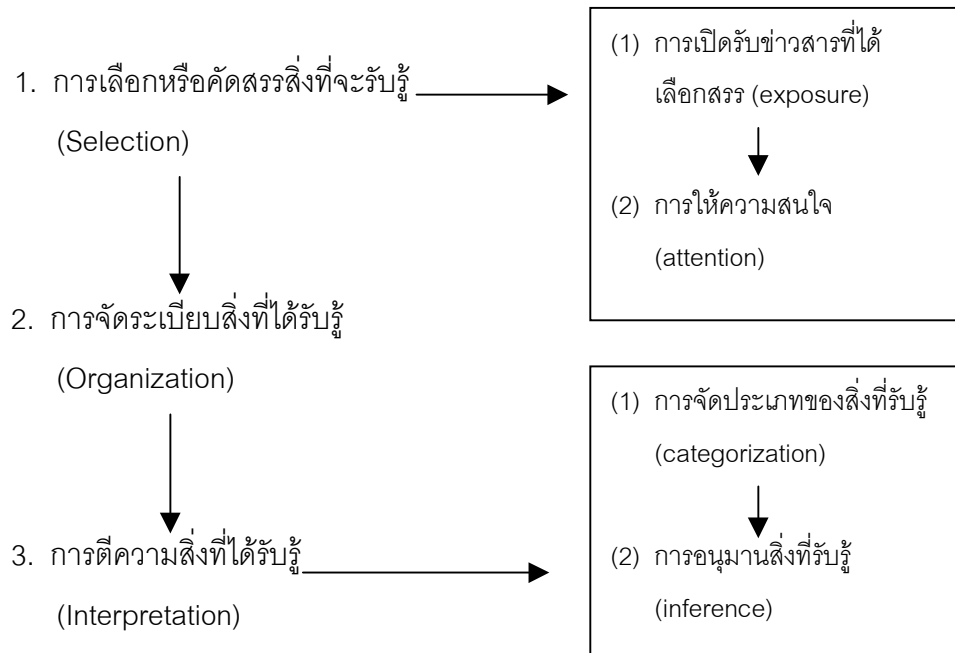 1. การเลือกหรือคัดสรรสิ่งที่จะรับรู้
(Selection)
(1) การเปิดรับข่าวสารที่ได้
เลือกสรร (exposure)
(2) การให้ความสนใจ
(attention)
2. การจัดระเบียบสิ่งที่ได้รับรู้
(Organization)
3. การตีความสิ่งที่ได้รับรู้
(Interpretation)
(1) การจัดประเภทของสิ่งที่รับรู้
(categorization)
(2) การอนุมานสิ่งที่รับรู้
(inference)